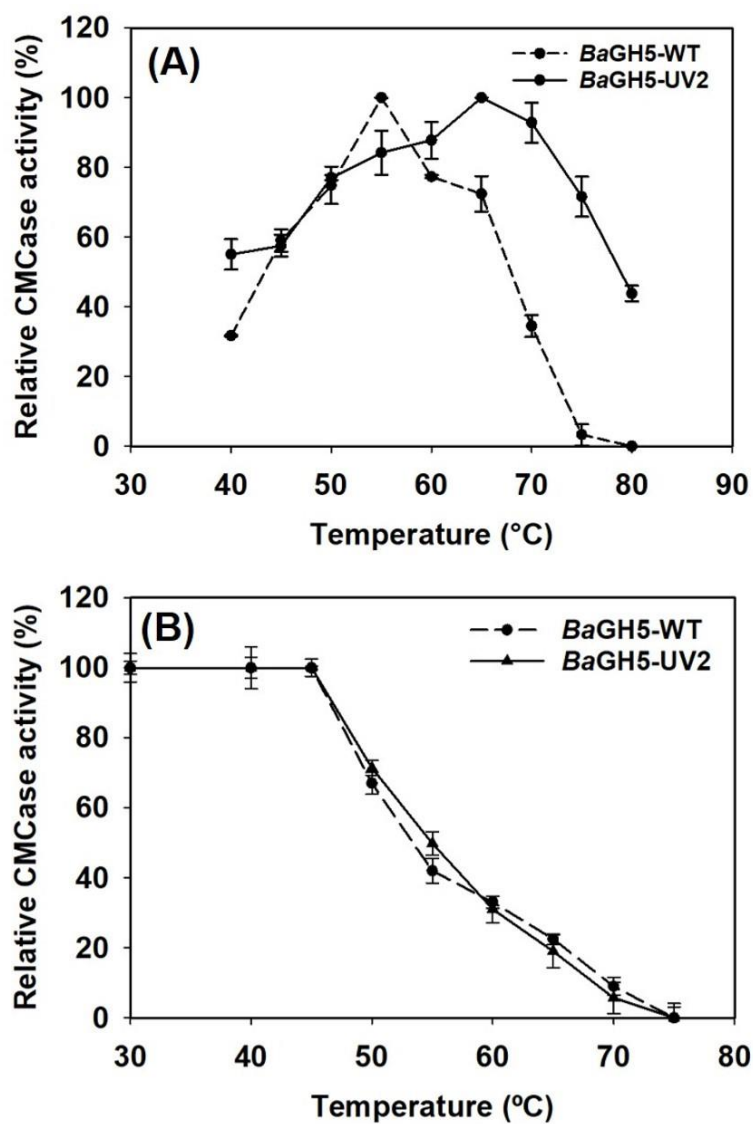 (A)
BaGH5-WT
BaGH5-UV2
Relative CMCase activity (%)
120
100
80
60
40
20
0
30 40 50 60 70 80 90
Temperature (°C)
(B)
BaGH5-WT
BaGH5-UV2
Relative CMCase activity (%)
120
100
80
60
40
20
0
30 40 50 60 70 80
Temperature (ºC)